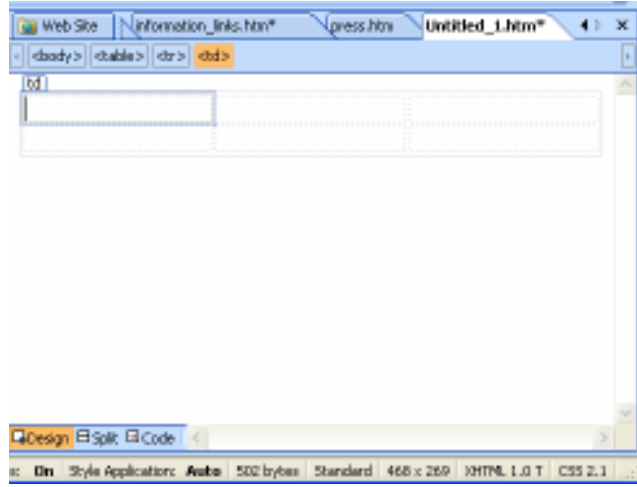 Web Site information_links.htm* press.htm Untitled_1.htm*
<body> <table> <tr> <td>
td
Design Split Code
On Style Application: Auto 502 bytes Standard 468 x 269 XHTML 1.0 T CSS 2.1